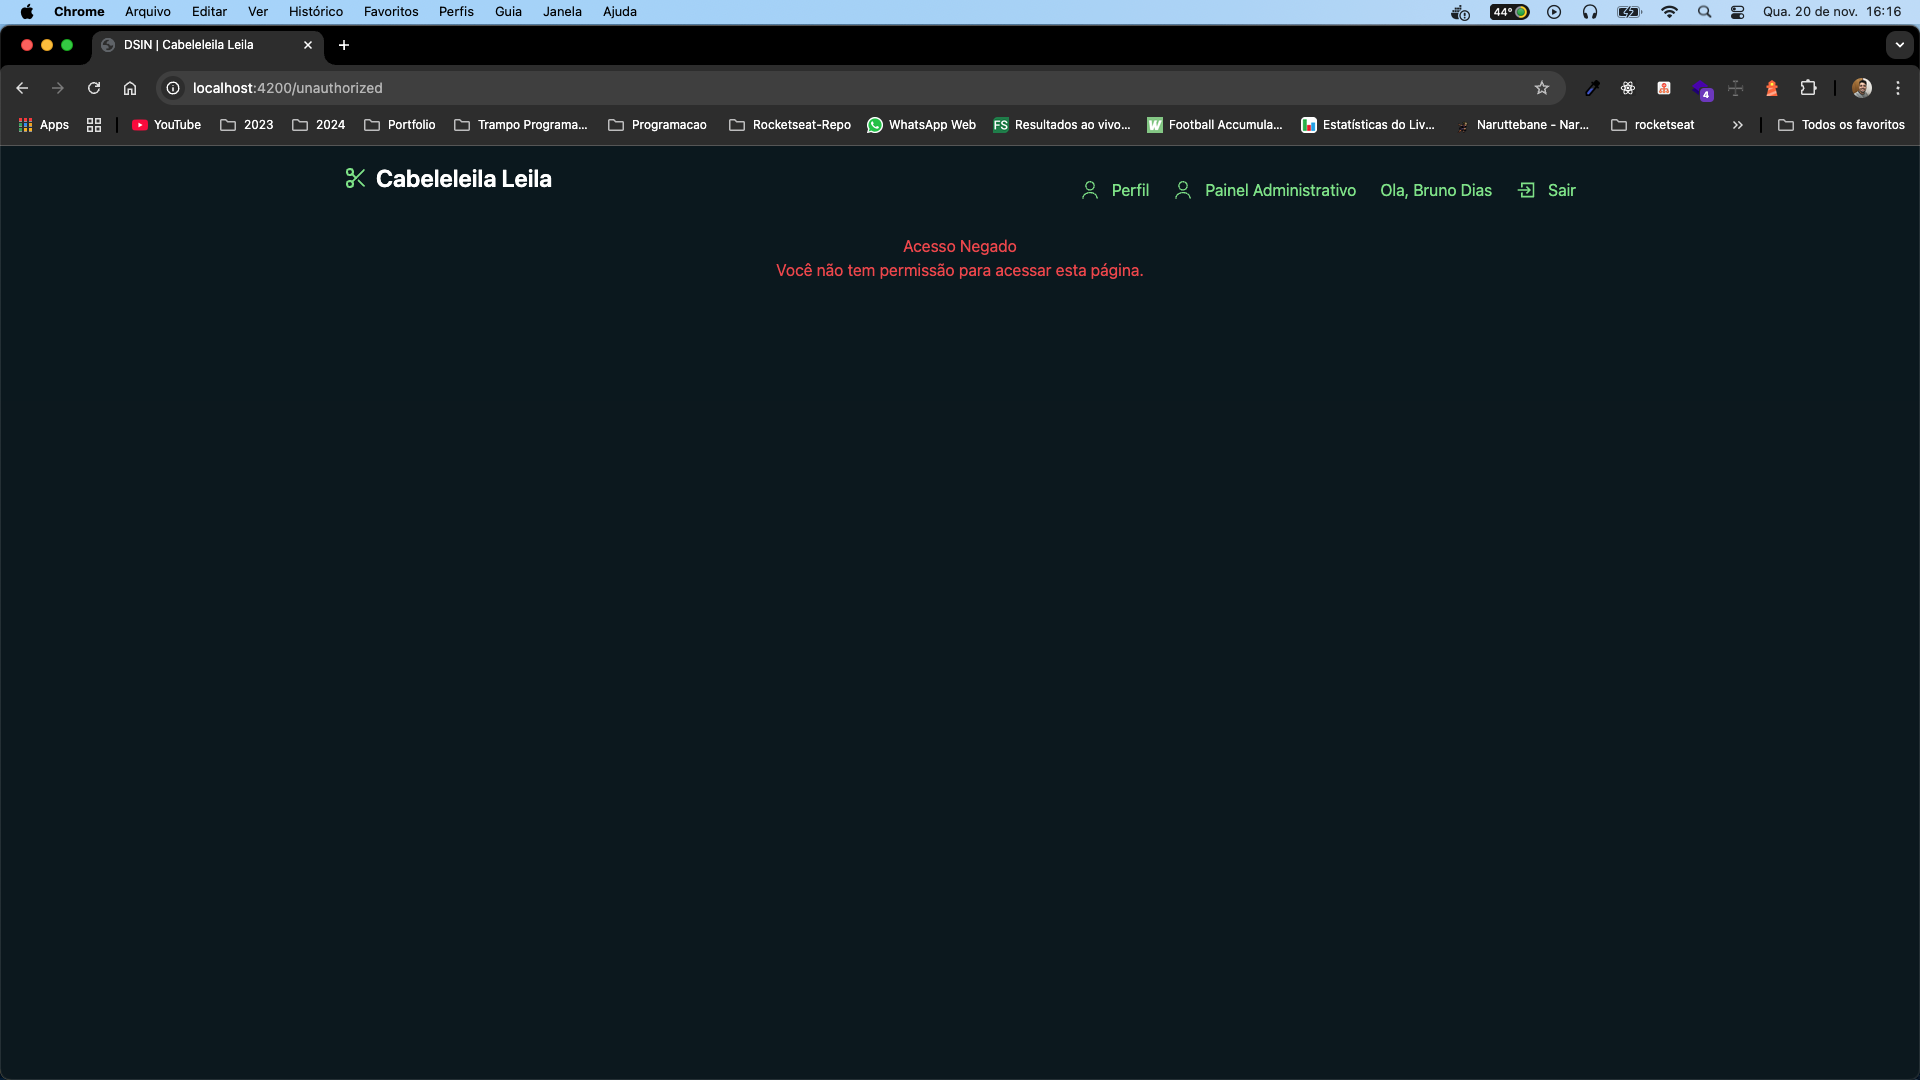 Chrome Arquivo Editar Ver Histórico Favoritos Perfis Guia Janela Ajuda 44° Qua. 20 de nov. 16:16
DSIN | Cabeleleila Leila
localhost:4200/unauthorized
4
Apps YouTube 2023 2024 Portfolio Trampo Programa... Programacao Rocketseat-Repo WhatsApp Web FS Resultados ao vivo... W Football Accumula... Estatísticas do Liv... Naruttebane - Nar... rocketseat Todos os favoritos
Cabeleleila Leila
Perfil Painel Administrativo Ola, Bruno Dias Sair
Acesso Negado
Você não tem permissão para acessar esta página.